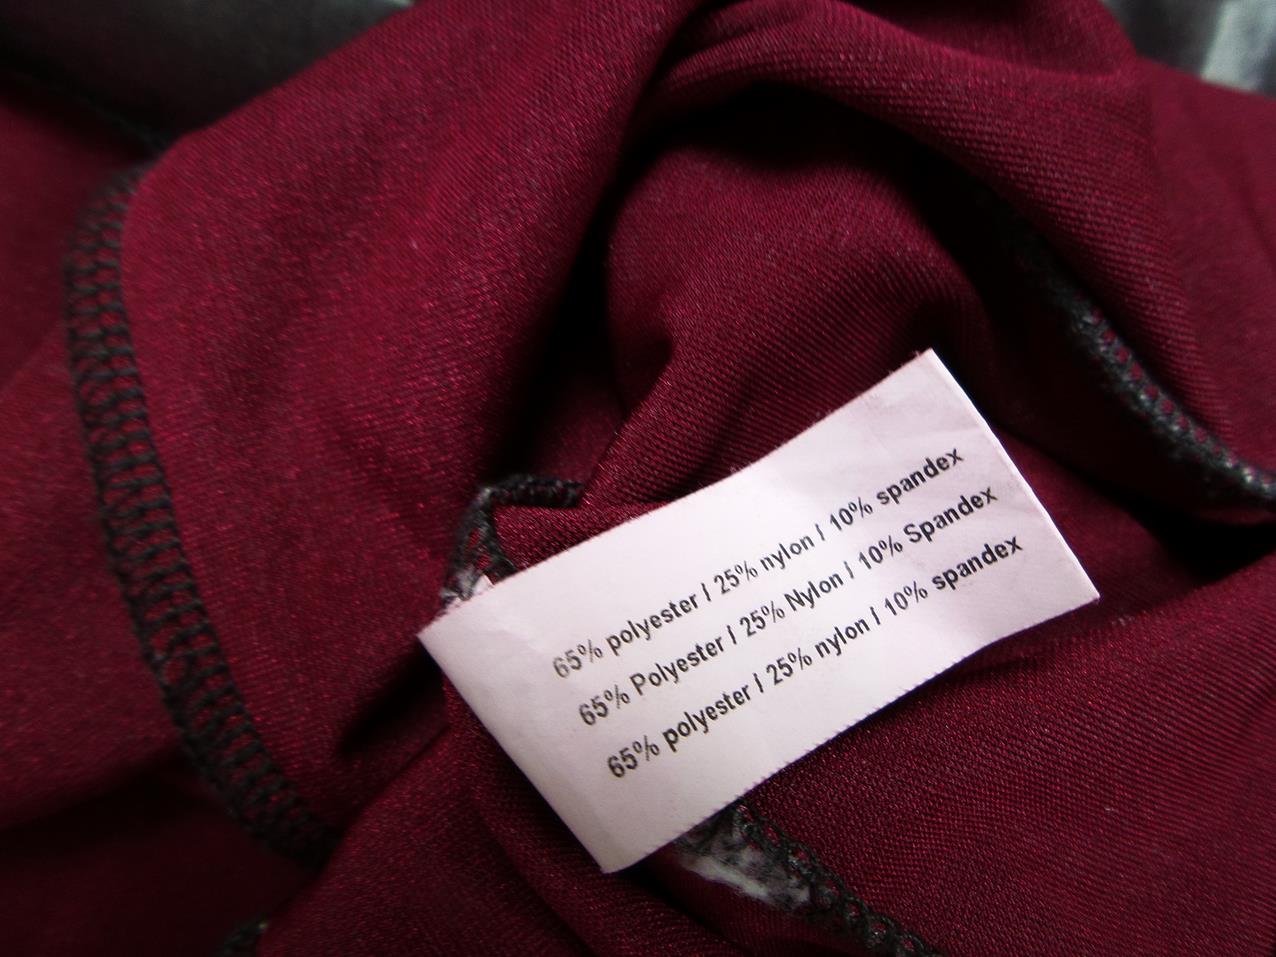 65% polyester / 25% nylon / 10% spandex
65% Polyester / 25% Nylon / 10% Spandex
65% polyester / 25% nylon / 10% spandex